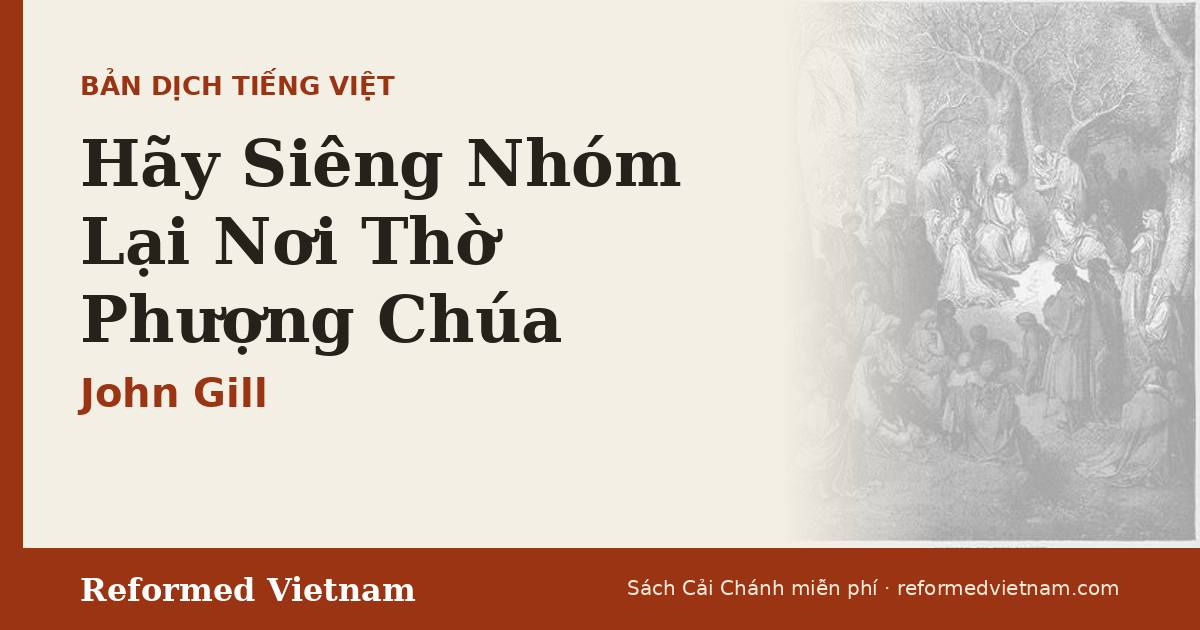 BẢN DỊCH TIẾNG VIỆT
Hãy Siêng Nhóm
Lại Nơi Thờ
Phượng Chúa
John Gill
Reformed Vietnam
Sách Cải Chánh miễn phí · reformedvietnam.com